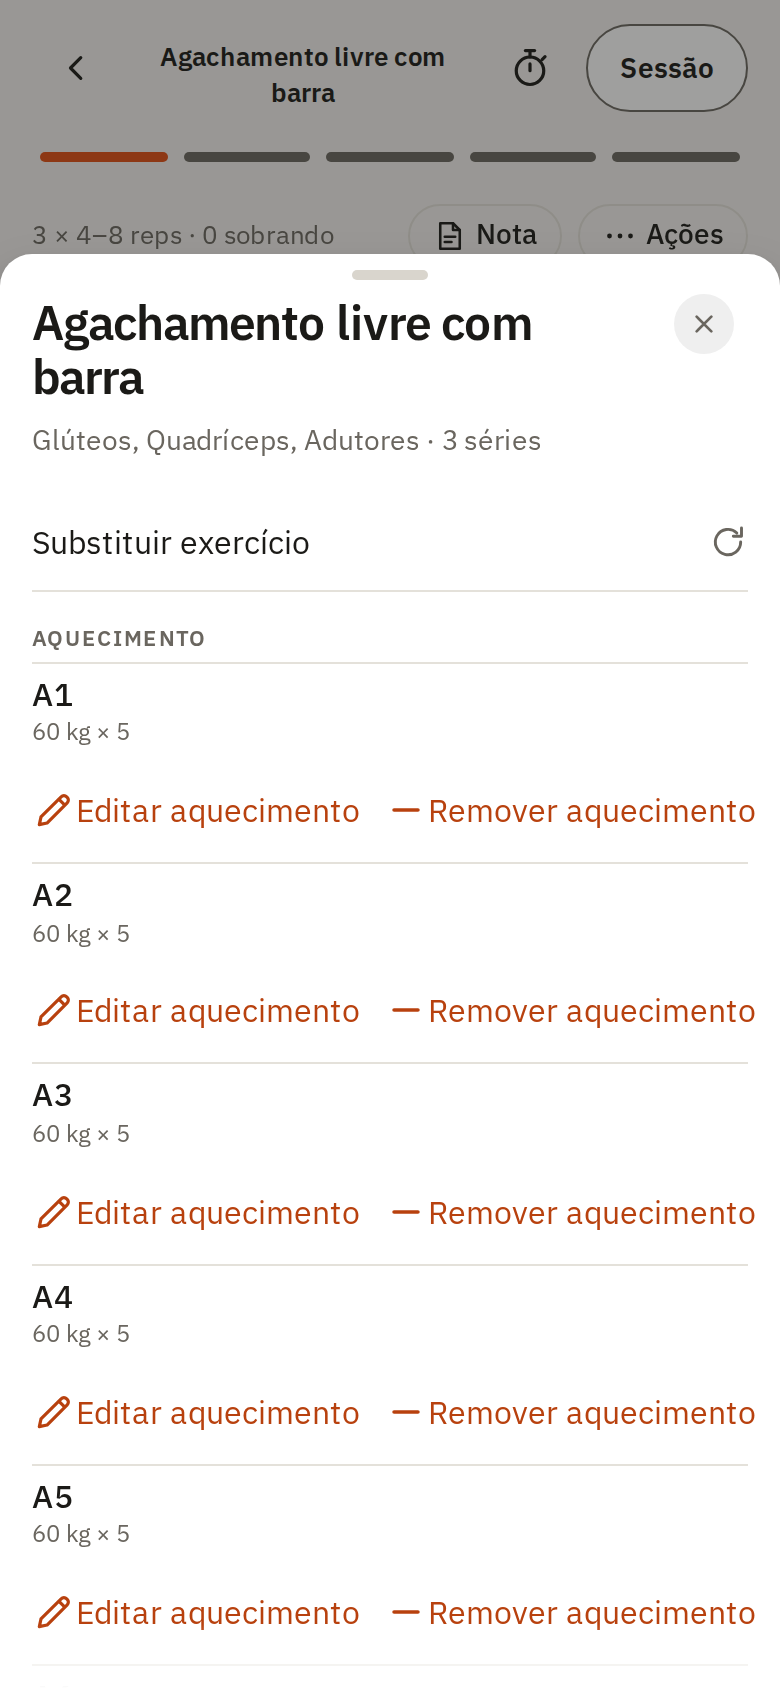 Agachamento livre com
barra
Sessão
3 × 4–8 reps · 0 sobrando
Nota
Ações
Agachamento livre com
barra
Glúteos, Quadríceps, Adutores · 3 séries
Substituir exercício
AQUECIMENTO
A1
60 kg × 5
Editar aquecimento
Remover aquecimento
A2
60 kg × 5
Editar aquecimento
Remover aquecimento
A3
60 kg × 5
Editar aquecimento
Remover aquecimento
A4
60 kg × 5
Editar aquecimento
Remover aquecimento
A5
60 kg × 5
Editar aquecimento
Remover aquecimento